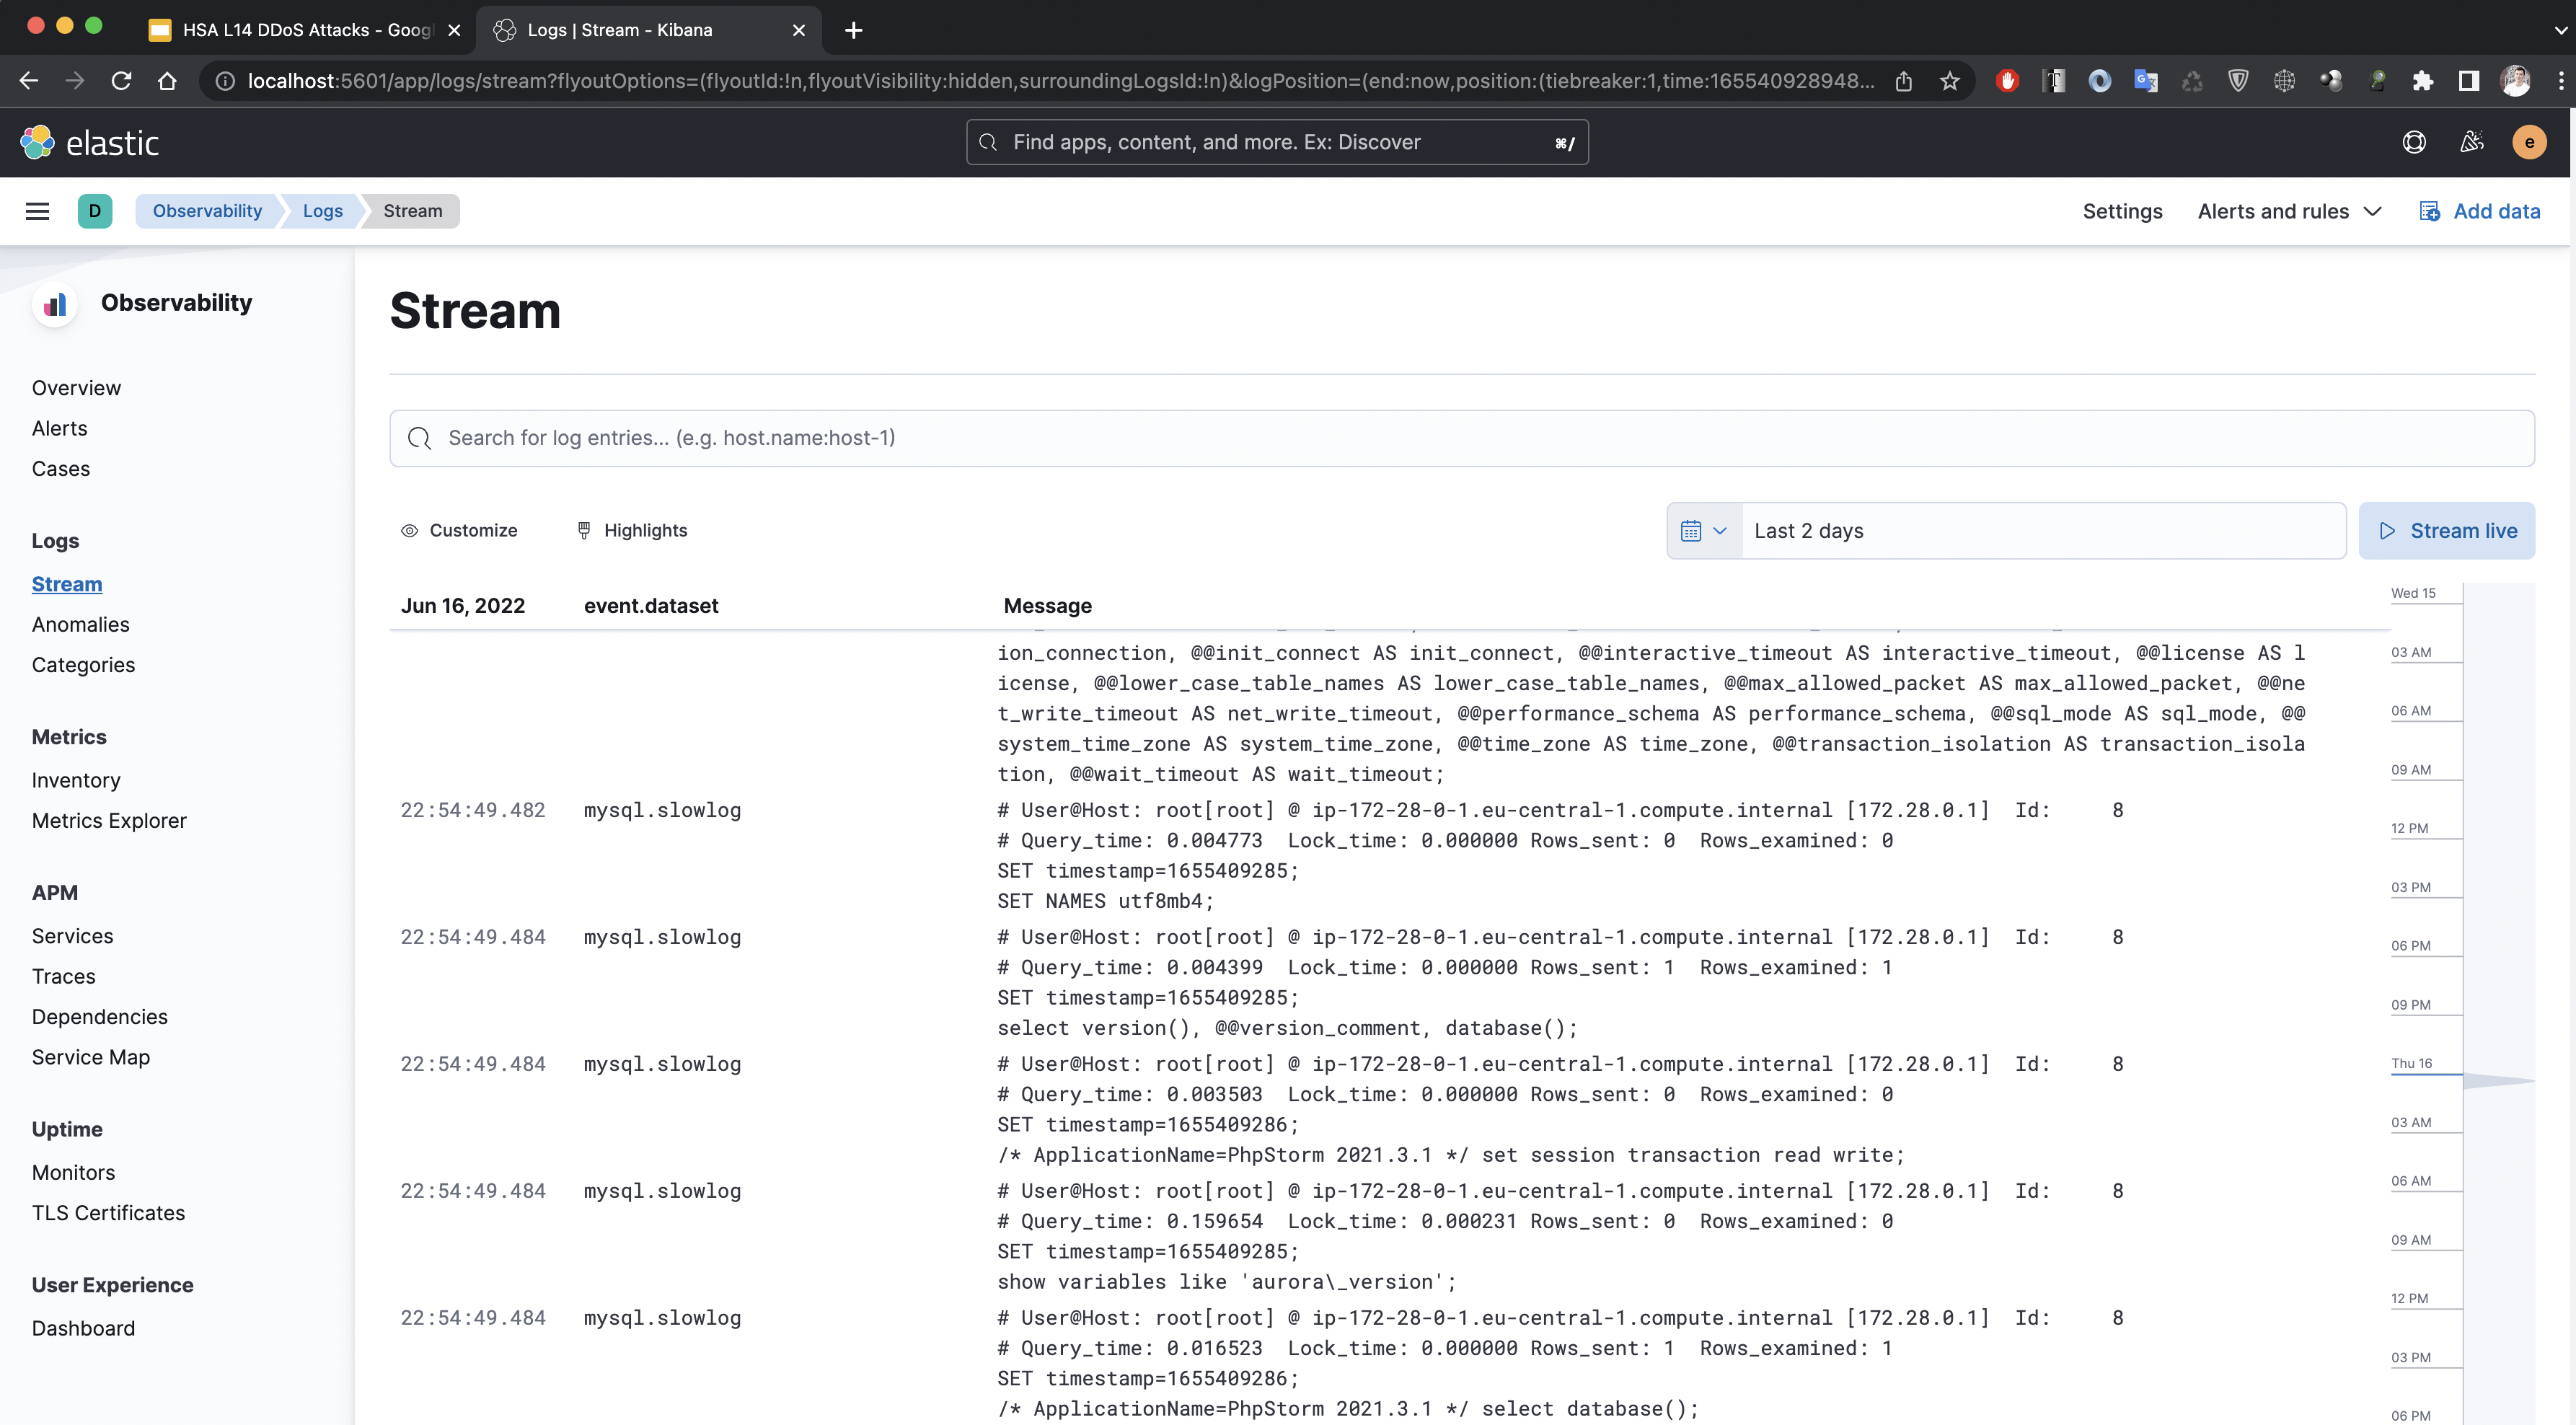 HSA L14 DDoS Attacks - Googl
Logs | Stream - Kibana
localhost:5601/app/logs/stream?flyoutOptions=(flyoutId:!n,flyoutVisibility:hidden,surroundingLogsId:!n)&logPosition=(end:now,position:(tiebreaker:1,time:165540928948...
elastic
Find apps, content, and more. Ex: Discover
⌘/
e
D
Observability
Logs
Stream
Settings
Alerts and rules
Add data
Observability
Overview
Alerts
Cases
Logs
Stream
Anomalies
Categories
Metrics
Inventory
Metrics Explorer
APM
Services
Traces
Dependencies
Service Map
Uptime
Monitors
TLS Certificates
User Experience
Dashboard
Stream
Search for log entries... (e.g. host.name:host-1)
Customize
Highlights
Last 2 days
Stream live
Jun 16, 2022 event.dataset Message
ion_connection, @@init_connect AS init_connect, @@interactive_timeout AS interactive_timeout, @@license AS l
icense, @@lower_case_table_names AS lower_case_table_names, @@max_allowed_packet AS max_allowed_packet, @@ne
t_write_timeout AS net_write_timeout, @@performance_schema AS performance_schema, @@sql_mode AS sql_mode, @@
system_time_zone AS system_time_zone, @@time_zone AS time_zone, @@transaction_isolation AS transaction_isola
tion, @@wait_timeout AS wait_timeout;
22:54:49.482 mysql.slowlog # User@Host: root[root] @ ip-172-28-0-1.eu-central-1.compute.internal [172.28.0.1]  Id:     8
# Query_time: 0.004773  Lock_time: 0.000000 Rows_sent: 0  Rows_examined: 0
SET timestamp=1655409285;
SET NAMES utf8mb4;
22:54:49.484 mysql.slowlog # User@Host: root[root] @ ip-172-28-0-1.eu-central-1.compute.internal [172.28.0.1]  Id:     8
# Query_time: 0.004399  Lock_time: 0.000000 Rows_sent: 1  Rows_examined: 1
SET timestamp=1655409285;
select version(), @@version_comment, database();
22:54:49.484 mysql.slowlog # User@Host: root[root] @ ip-172-28-0-1.eu-central-1.compute.internal [172.28.0.1]  Id:     8
# Query_time: 0.003503  Lock_time: 0.000000 Rows_sent: 0  Rows_examined: 0
SET timestamp=1655409286;
/* ApplicationName=PhpStorm 2021.3.1 */ set session transaction read write;
22:54:49.484 mysql.slowlog # User@Host: root[root] @ ip-172-28-0-1.eu-central-1.compute.internal [172.28.0.1]  Id:     8
# Query_time: 0.159654  Lock_time: 0.000231 Rows_sent: 0  Rows_examined: 0
SET timestamp=1655409285;
show variables like 'aurora\_version';
22:54:49.484 mysql.slowlog # User@Host: root[root] @ ip-172-28-0-1.eu-central-1.compute.internal [172.28.0.1]  Id:     8
# Query_time: 0.016523  Lock_time: 0.000000 Rows_sent: 1  Rows_examined: 1
SET timestamp=1655409286;
/* ApplicationName=PhpStorm 2021.3.1 */ select database();
Wed 15
03 AM
06 AM
09 AM
12 PM
03 PM
06 PM
09 PM
Thu 16
03 AM
06 AM
09 AM
12 PM
03 PM
06 PM